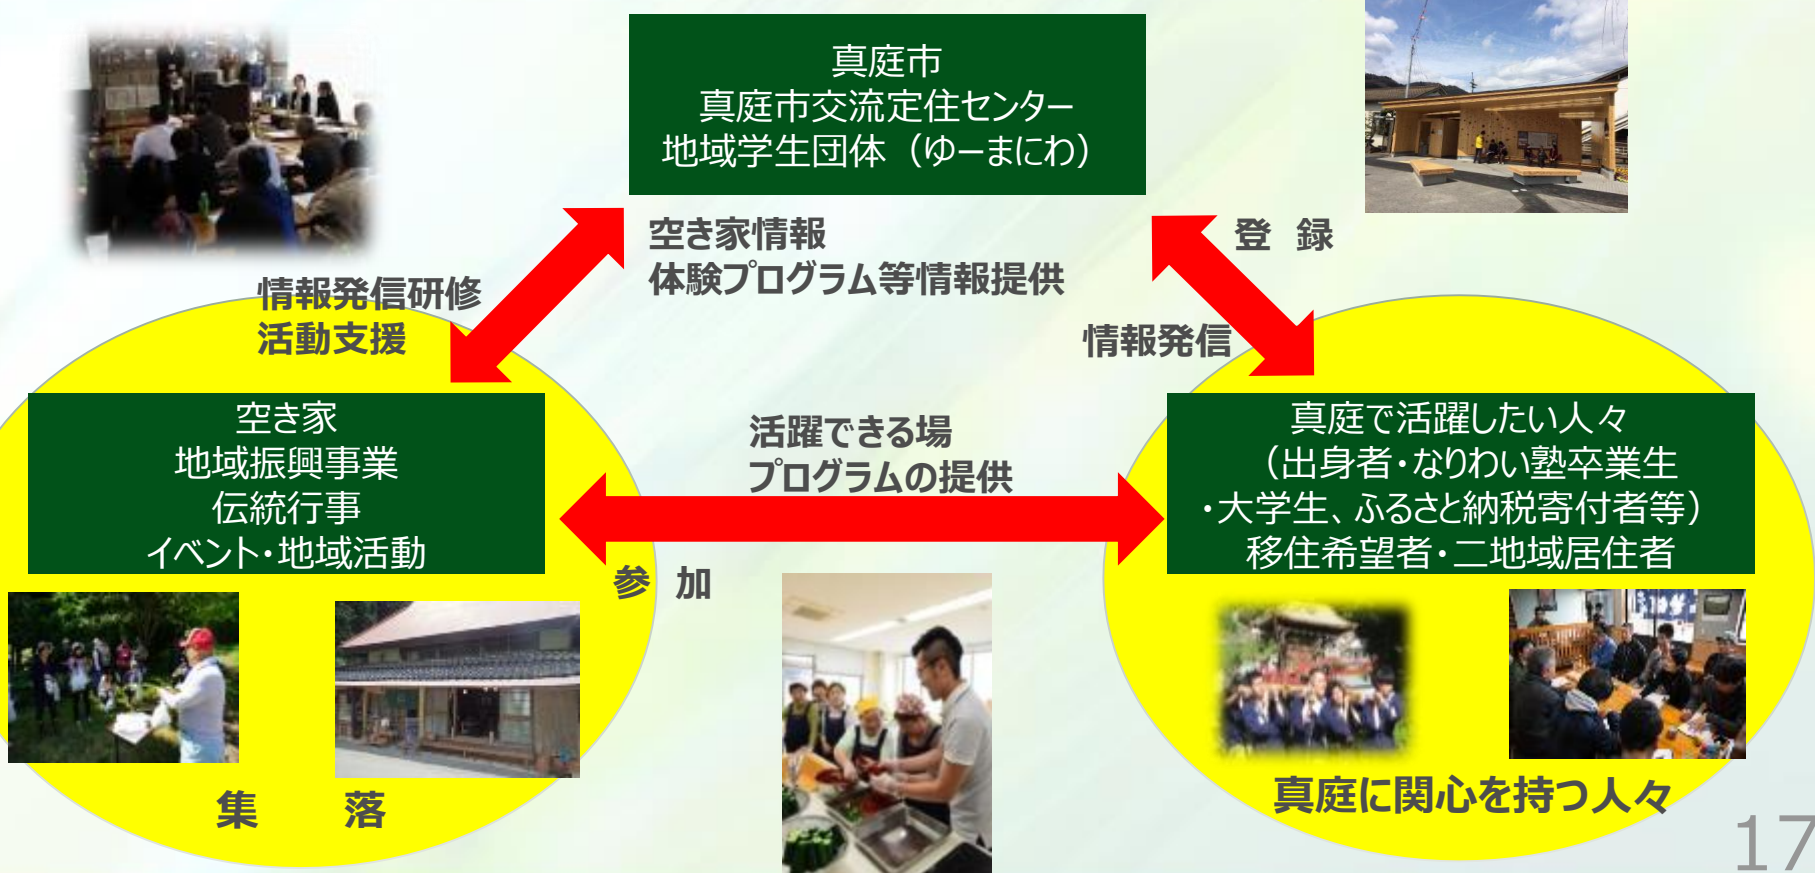 真庭市
真庭市交流定住センター
地域学生団体（ゆーまにわ）
空き家情報
体験プログラム等情報提供
登 録
情報発信研修
活動支援
情報発信
空き家
地域振興事業
伝統行事
イベント・地域活動
活躍できる場
プログラムの提供
真庭で活躍したい人々
（出身者・なりわい塾卒業生
・大学生、ふるさと納税寄付者等）
移住希望者・二地域居住者
参 加
集 落
真庭に関心を持つ人々
17